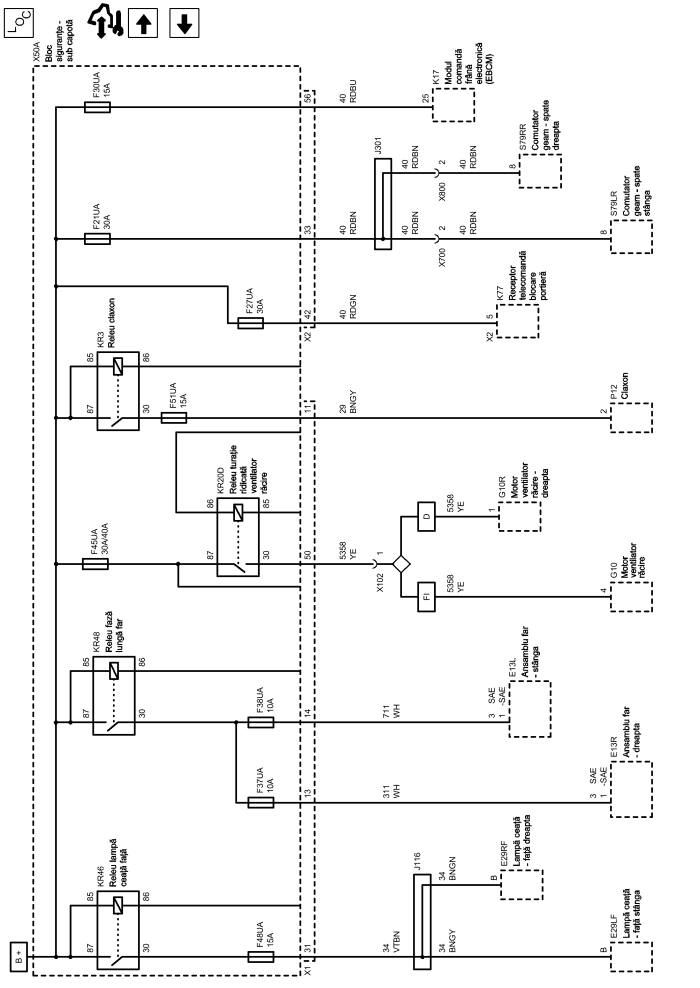 LOC
X50A
Bloc
siguranțe -
sub capotă
B +
KR46
Releu lampă
ceață față
85
86
87
30
F48UA
15A
X1
31
34
VTBN
J116
34
BNGY
B
E29LF
Lampă ceață
- față stânga
34
BNGN
B
E29RF
Lampă ceață
- față dreapta
KR48
Releu fază
lungă far
85
86
87
30
F37UA
10A
13
311
WH
3 SAE
1 -SAE
E13R
Ansamblu far
- dreapta
F38UA
10A
14
711
WH
3 SAE
1 -SAE
E13L
Ansamblu far
- stânga
F45UA
30A/40A
KR20D
Releu turație
ridicată
ventilator
răcire
86
85
87
30
50
5358
YE
X102
1
FI
5358
YE
4
G10
Motor
ventilator
răcire
D
5358
YE
1
G10R
Motor
ventilator
răcire -
dreapta
KR3
Releu claxon
85
86
87
30
F51UA
15A
11
29
BNGY
2
P12
Claxon
F27UA
30A
X2
42
40
RDGN
X2
5
K77
Receptor
telecomandă
blocare
portieră
F21UA
30A
33
40
RDBN
J301
40
RDBN
X700
2
40
RDBN
8
S79LR
Comutator
geam - spate
stânga
40
RDBN
X800
2
40
RDBN
8
S79RR
Comutator
geam - spate
dreapta
F30UA
15A
56
40
RDBU
25
K17
Modul
comandă
frână
electronică
(EBCM)